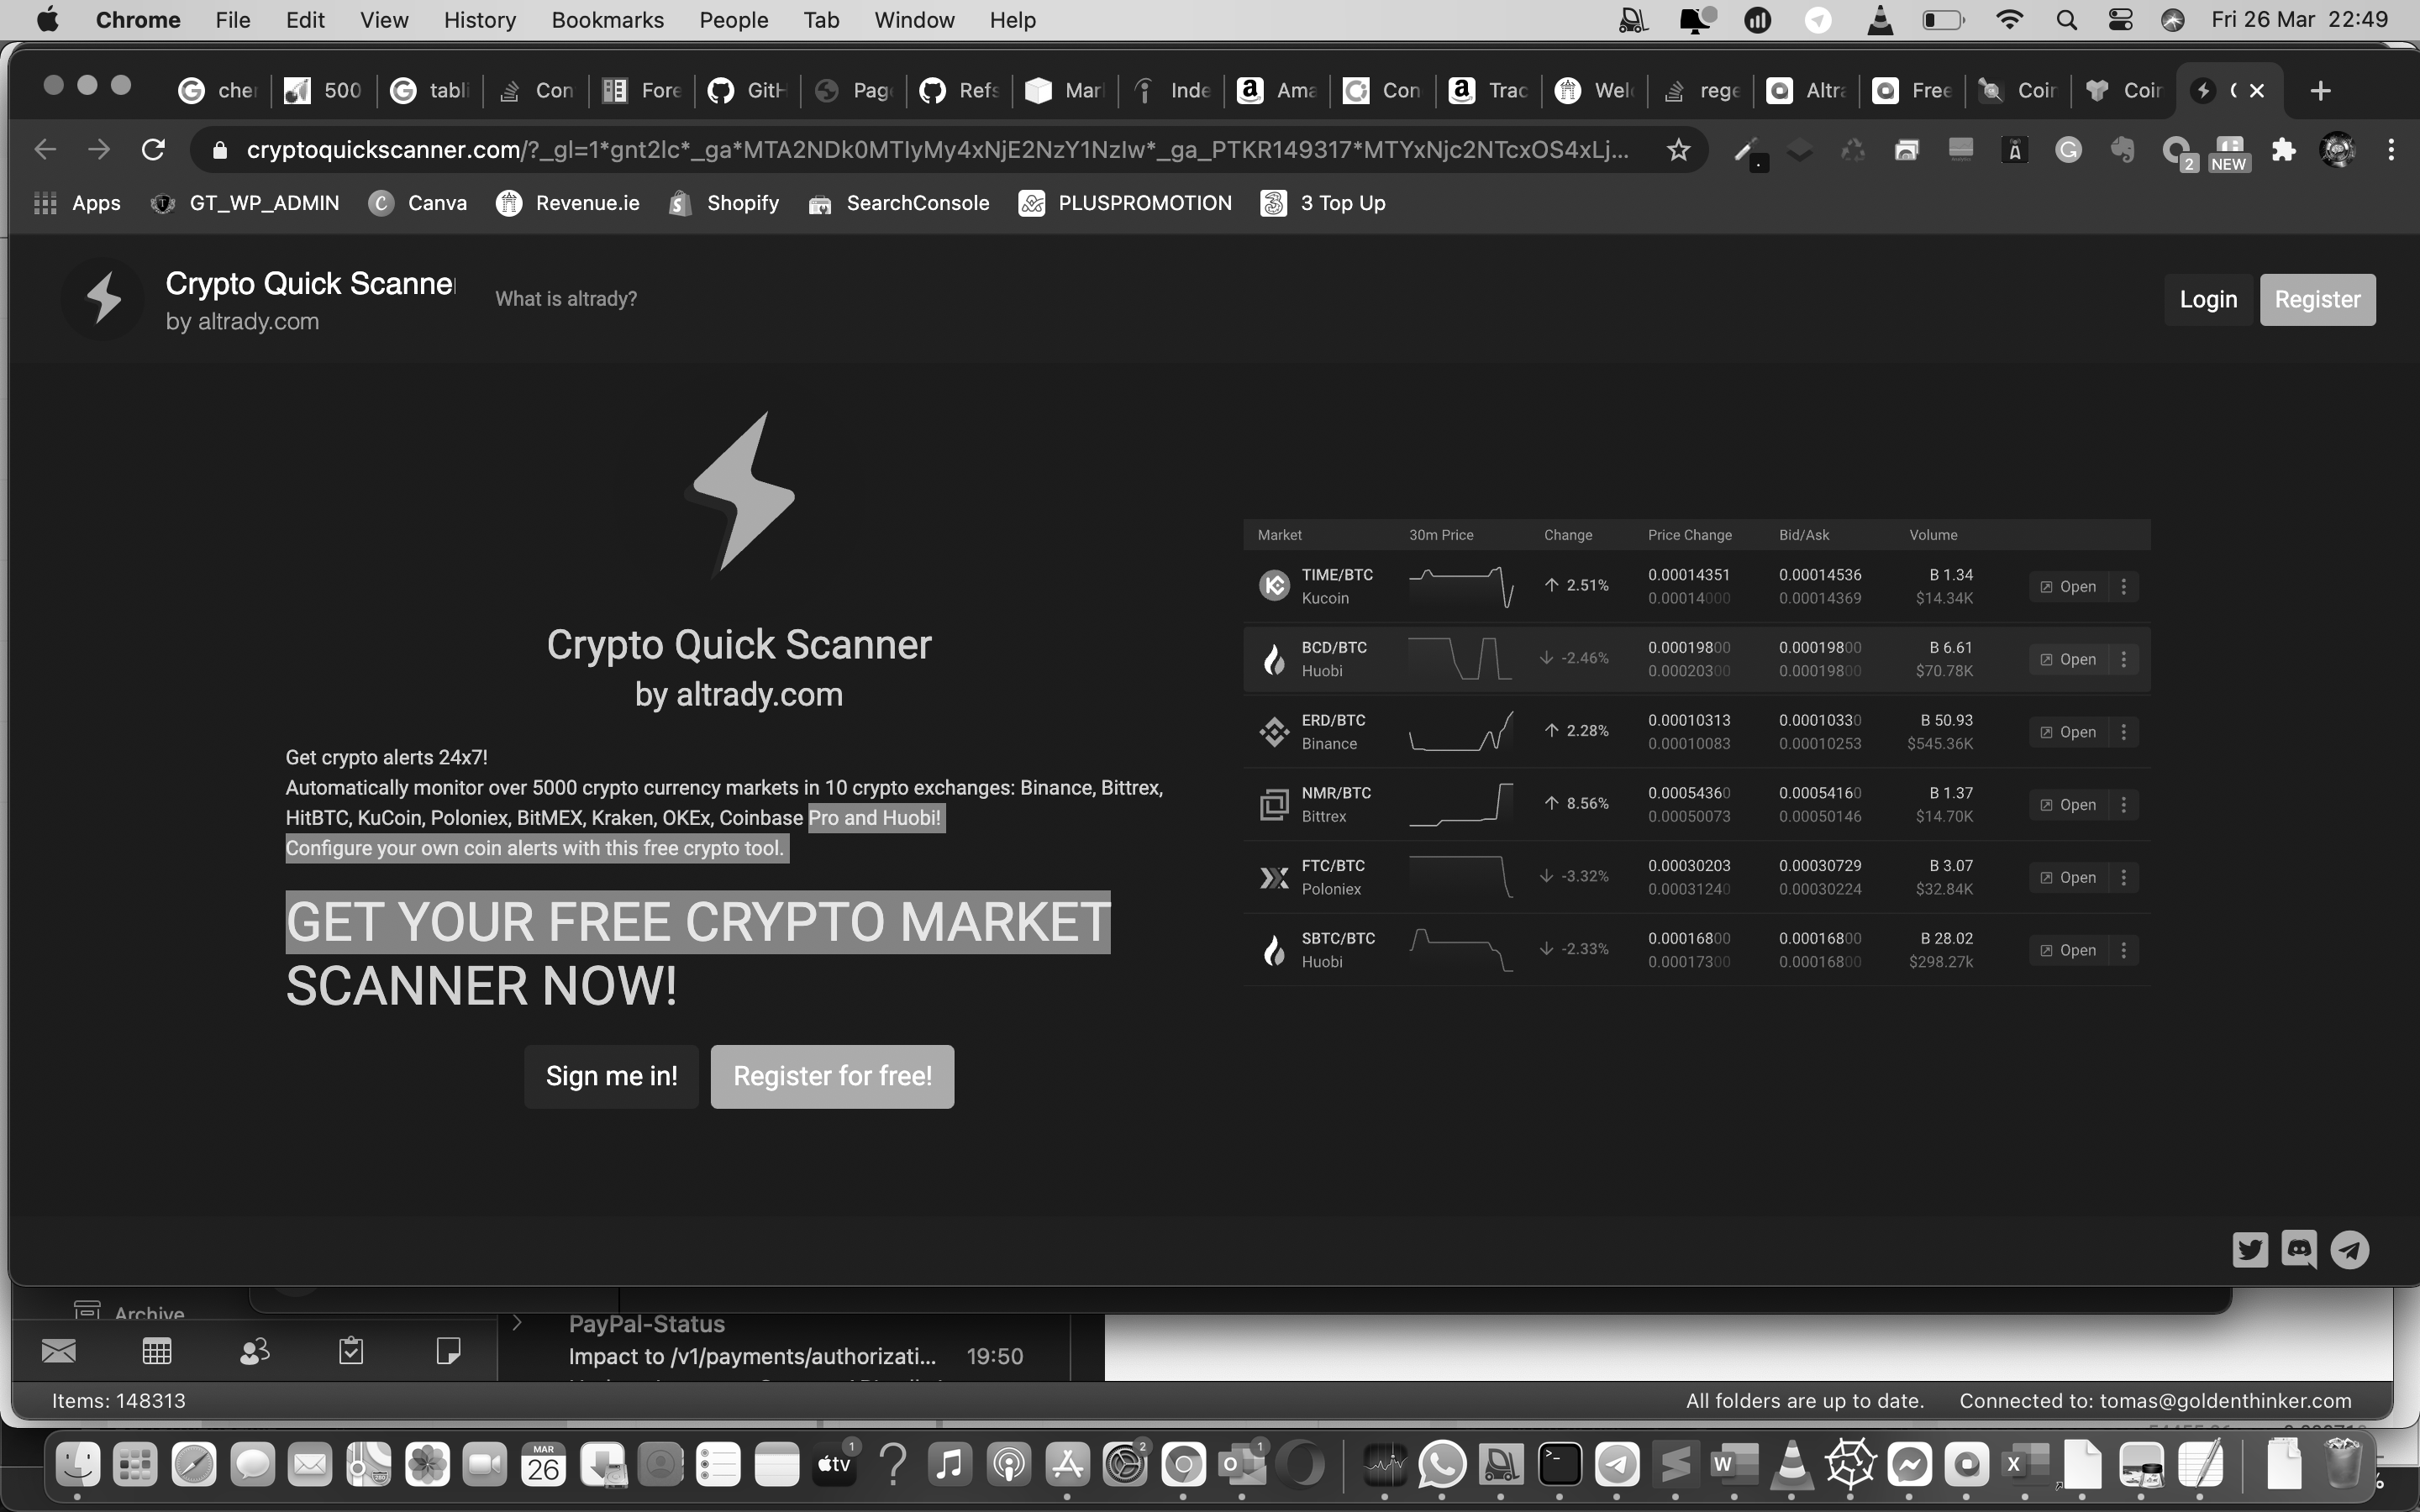 Chrome File Edit View History Bookmarks People Tab Window Help Fri 26 Mar 22:49
500 Con Fore Page Inde Ama Con Trac rege Free Coin
cryptoquickscanner.com/?_gl=1*gnt2lc*_ga*MTA2NDk0MTIyMy4xNjE2NzY1NzIw*_ga_PTKR149317*MTYxNjc2NTcxOS4xLj...
2 NEW
Apps GT_WP_ADMIN Canva Revenue.ie Shopify SearchConsole PLUSPROMOTION 3 Top Up
Crypto Quick Scanner
by altrady.com
What is altrady?
Login Register
Crypto Quick Scanner
by altrady.com
Get crypto alerts 24x7!
Automatically monitor over 5000 crypto currency markets in 10 crypto exchanges: Binance, Bittrex,
HitBTC, KuCoin, Poloniex, BitMEX, Kraken, OKEx, Coinbase Pro and Huobi!
Configure your own coin alerts with this free crypto tool.
GET YOUR FREE CRYPTO MARKET
SCANNER NOW!
Sign me in! Register for free!
Market 30m Price Change Price Change Bid/Ask Volume
TIME/BTC 2.51% 0.00014351 0.00014536 B 1.34 Open
Kucoin 0.00014000 0.00014369 $14.34K
BCD/BTC -2.46% 0.00019800 0.00019800 B 6.61 Open
Huobi 0.00020300 0.00019800 $70.78K
ERD/BTC 2.28% 0.00010313 0.00010330 B 50.93 Open
Binance 0.00010083 0.00010253 $545.36K
NMR/BTC 8.56% 0.00054360 0.00054160 B 1.37 Open
Bittrex 0.00050073 0.00050146 $14.70K
FTC/BTC -3.32% 0.00030203 0.00030729 B 3.07 Open
Poloniex 0.00031240 0.00030224 $32.84K
SBTC/BTC -2.33% 0.00016800 0.00016800 B 28.02 Open
Huobi 0.00017300 0.00016800 $298.27k
Archive
PayPal-Status
Impact to /v1/payments/authorizati... 19:50
Items: 148313 All folders are up to date. Connected to: tomas@goldenthinker.com
MAR
26
tv 1 2 1